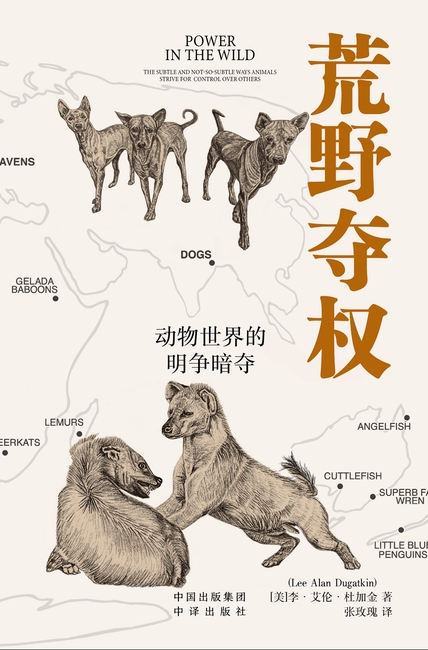 POWER
IN THE WILD
THE SUBTLE AND NOT-SO-SUBTLE WAYS ANIMALS
STRIVE FOR CONTROL OVER OTHERS
荒野夺权
AVENS
DOGS
GELADA
BABOONS
动物世界的
明争暗夺
LEMURS
EERKATS
ANGELFISH
CUTTLEFISH
SUPERB FA
WREN
LITTLE BLUE
PENGUINS
(Lee Alan Dugatkin)
[美]李·艾伦·杜加金 著
张玫瑰 译
中国出版集团
中译出版社